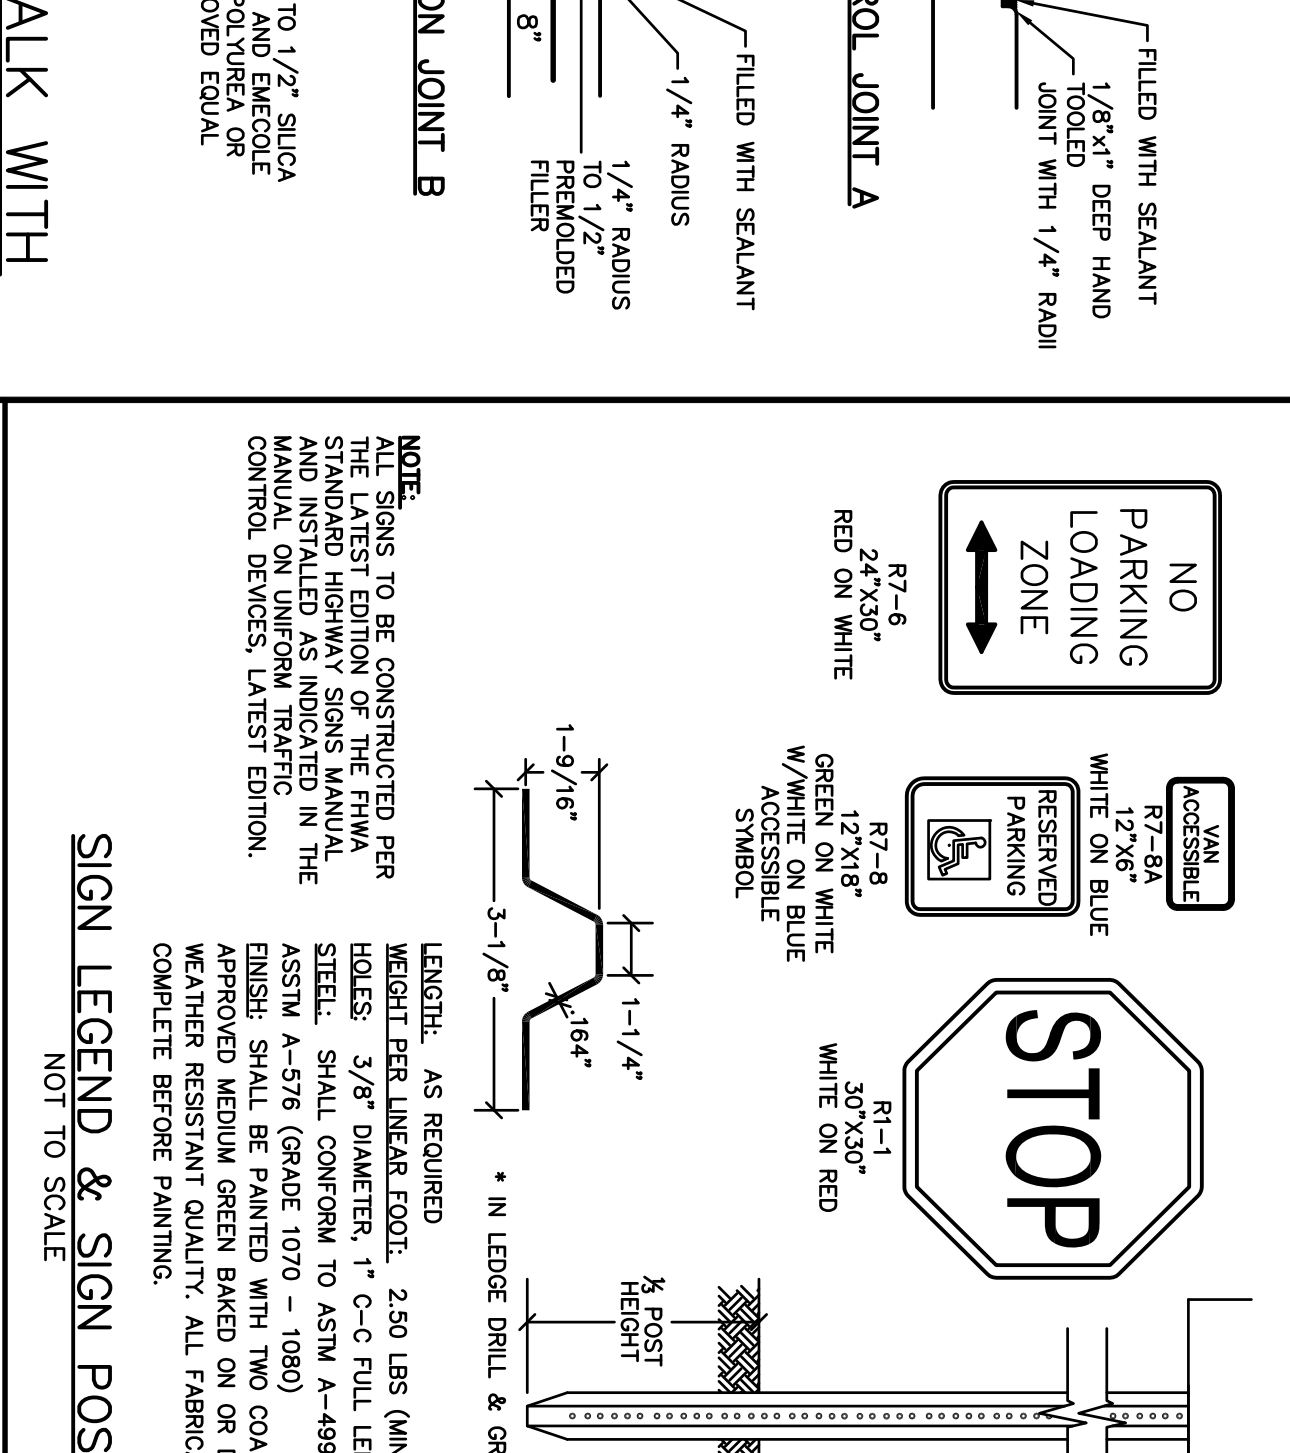 FILLED WITH SEALANT
1/8"x1" DEEP HAND
TOOLED
JOINT WITH 1/4" RADII
ROL JOINT A
FILLED WITH SEALANT
1/4" RADIUS
1/4" RADIUS
TO 1/2"
PREMOLDED
FILLER
8"
ON JOINT B
TO 1/2" SILICA
AND EMECOLE
POLYUREA OR
OVED EQUAL
ALK WITH
NO
PARKING
LOADING
ZONE
R7-6
24"X30"
RED ON WHITE
VAN
ACCESSIBLE
R7-8A
12"X6"
WHITE ON BLUE
RESERVED
PARKING
R7-8
12"X18"
GREEN ON WHITE
W/WHITE ON BLUE
ACCESSIBLE
SYMBOL
STOP
R1-1
30"X30"
WHITE ON RED
1-9/16"
1-1/4"
.164"
3-1/8"
⅓ POST
HEIGHT
NOTE:
ALL SIGNS TO BE CONSTRUCTED PER
THE LATEST EDITION OF THE FHWA
STANDARD HIGHWAY SIGNS MANUAL
AND INSTALLED AS INDICATED IN THE
MANUAL ON UNIFORM TRAFFIC
CONTROL DEVICES, LATEST EDITION.
* IN LEDGE DRILL & GR
LENGTH: AS REQUIRED
WEIGHT PER LINEAR FOOT: 2.50 LBS (MIN
HOLES: 3/8" DIAMETER, 1" C-C FULL LE
STEEL: SHALL CONFORM TO ASTM A-499
ASSTM A-576 (GRADE 1070 - 1080)
FINISH: SHALL BE PAINTED WITH TWO COA
APPROVED MEDIUM GREEN BAKED ON OR
WEATHER RESISTANT QUALITY. ALL FABRIC
COMPLETE BEFORE PAINTING.
SIGN LEGEND & SIGN POS
NOT TO SCALE